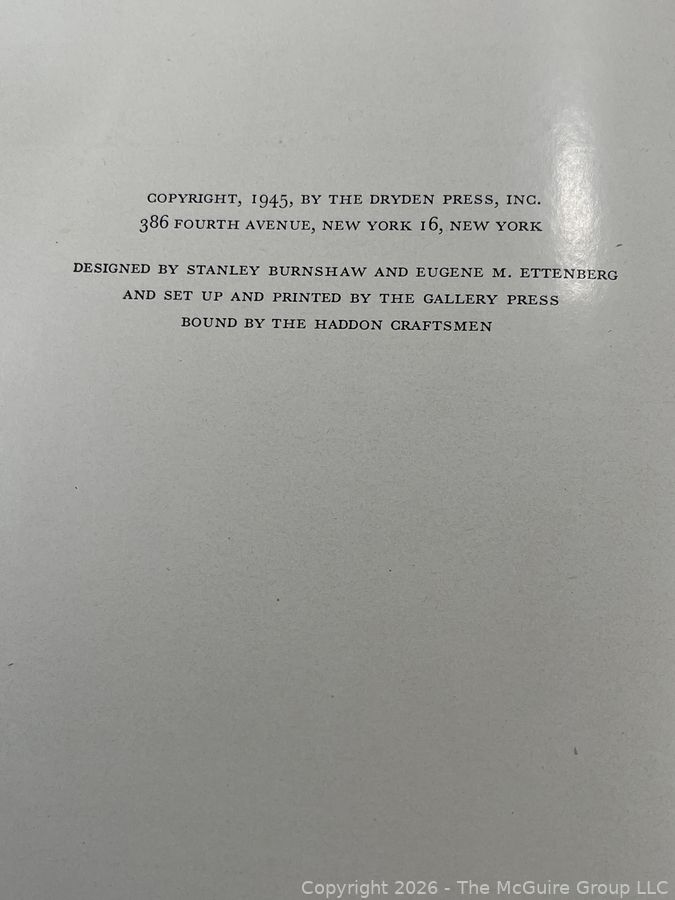 COPYRIGHT, 1945, BY THE DRYDEN PRESS, INC.
386 FOURTH AVENUE, NEW YORK 16, NEW YORK
DESIGNED BY STANLEY BURNSHAW AND EUGENE M. ETTENBERG
AND SET UP AND PRINTED BY THE GALLERY PRESS
BOUND BY THE HADDON CRAFTSMEN
Copyright 2026 - The McGuire Group LLC